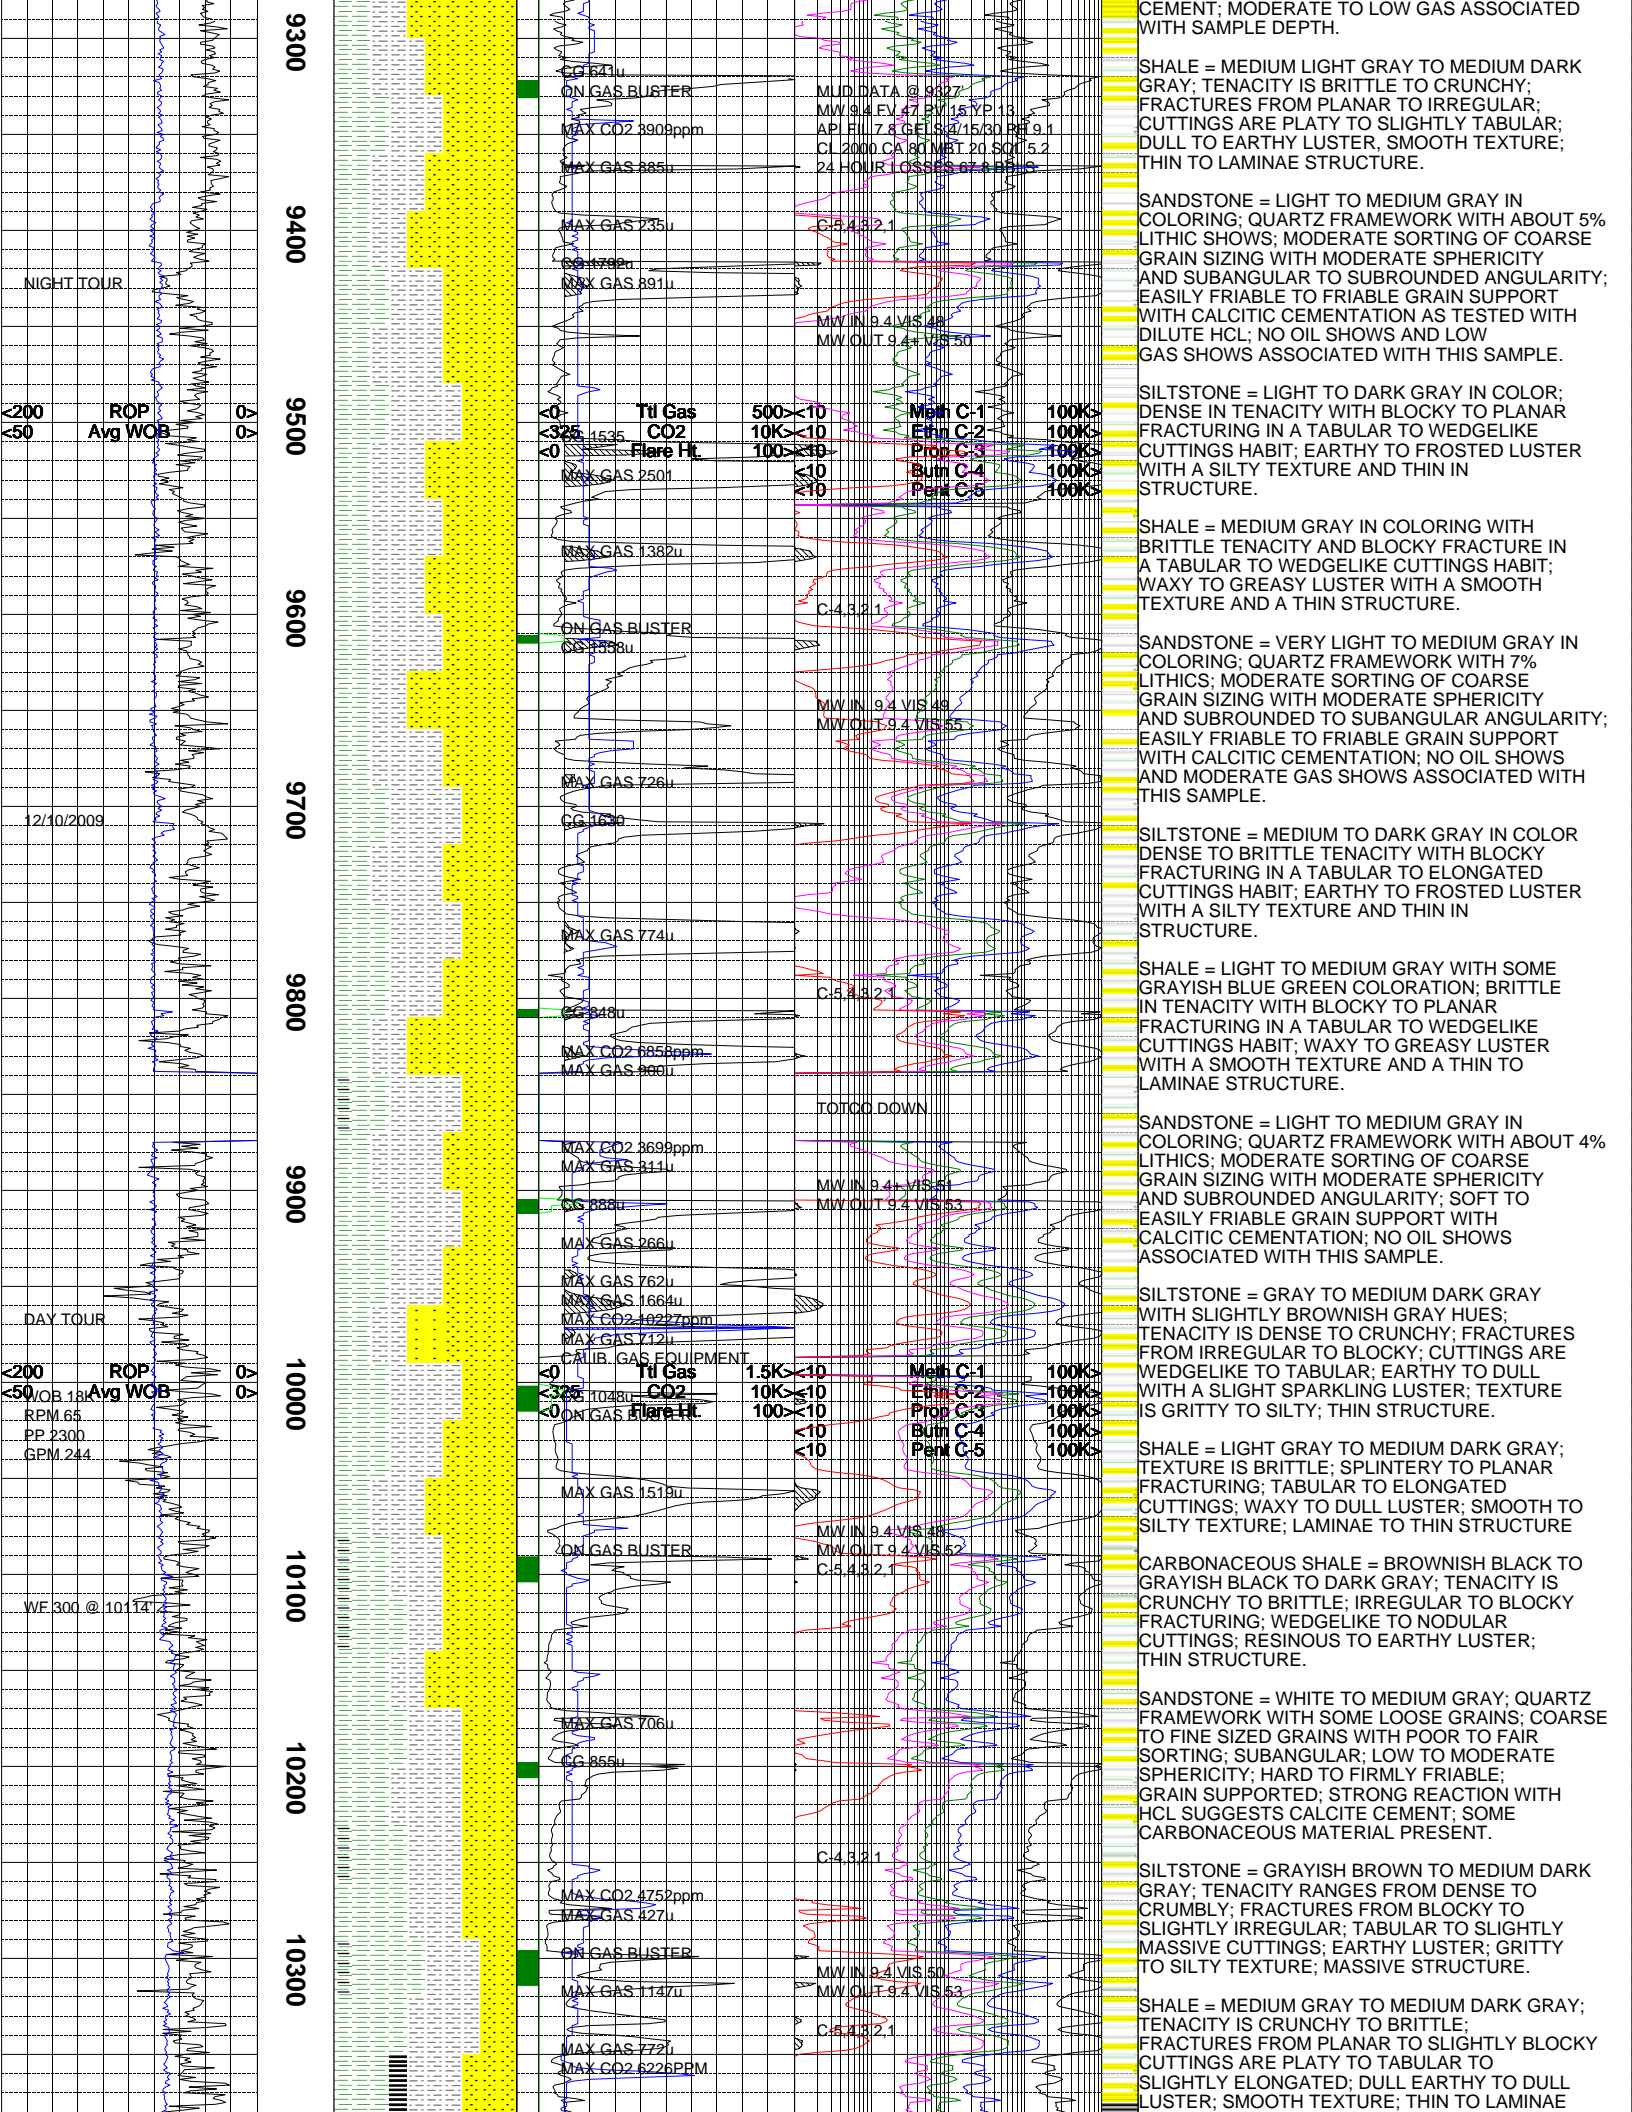 9300
9400
9500
9600
9700
9800
9900
10000
10100
10200
10300
NIGHT TOUR
<200 ROP 0>
<50 Avg WOB 0>
12/10/2009
DAY TOUR
<200 ROP 0>
<50 Avg WOB 0>
WOB 18K
RPM 65
PP 2300
GPM 244
WF 300 @ 10114'
CG 641u
ON GAS BUSTER
MAX CO2 3909ppm
MAX GAS 885u
MAX GAS 235u
CG 1792u
MAX GAS 891u
<0 Ttl Gas 500>
<325 CO2 10K>
<0 Flare Ht. 100>
1535
MAX GAS 2501
MAX GAS 1382u
ON GAS BUSTER
CG 1558u
MAX GAS 726u
CG 1630
MAX GAS 774u
CG 848u
MAX CO2 6858ppm
MAX GAS 900u
MAX CO2 3699ppm
MAX GAS 311u
CG 888u
MAX GAS 266u
MAX GAS 762u
MAX GAS 1664u
MAX CO2 10227ppm
MAX GAS 712u
CALIB. GAS EQUIPMENT
<0 Ttl Gas 1.5K>
<325 CO2 10K>
<0 Flare Ht. 100>
1048u
ON GAS BUSTER
MAX GAS 1519u
ON GAS BUSTER
MAX GAS 706u
CG 855u
MAX CO2 4752ppm
MAX GAS 427u
ON GAS BUSTER
MAX GAS 1147u
MAX GAS 772u
MAX CO2 6226PPM
MUD DATA @ 9327'
MW 9.4 FV 47 PV 15 YP 13
API FIL 7.8 GELS 4/15/30 PH 9.1
CL 2000 CA 80 MBT 20 SOL 5.2
24 HOUR LOSSES 67.8 BBLS
C-5,4,3,2,1
MW IN 9.4 VIS 48
MW OUT 9.4+ VIS 50
<10 Meth C-1 100K>
<10 Ethn C-2 100K>
<10 Prop C-3 100K>
<10 Butn C-4 100K>
<10 Pent C-5 100K>
C-4,3,2,1
MW IN 9.4 VIS 49
MW OUT 9.4 VIS 55
C-5,4,3,2,1
TOTCO DOWN
MW IN 9.4+ VIS 51
MW OUT 9.4 VIS 53
<10 Meth C-1 100K>
<10 Ethn C-2 100K>
<10 Prop C-3 100K>
<10 Butn C-4 100K>
<10 Pent C-5 100K>
MW IN 9.4 VIS 48
MW OUT 9.4 VIS 52
C-5,4,3,2,1
C-4,3,2,1
MW IN 9.4 VIS 50
MW OUT 9.4 VIS 53
C-5,4,3,2,1
CEMENT; MODERATE TO LOW GAS ASSOCIATED
WITH SAMPLE DEPTH.
SHALE = MEDIUM LIGHT GRAY TO MEDIUM DARK
GRAY; TENACITY IS BRITTLE TO CRUNCHY;
FRACTURES FROM PLANAR TO IRREGULAR;
CUTTINGS ARE PLATY TO SLIGHTLY TABULAR;
DULL TO EARTHY LUSTER, SMOOTH TEXTURE;
THIN TO LAMINAE STRUCTURE.
SANDSTONE = LIGHT TO MEDIUM GRAY IN
COLORING; QUARTZ FRAMEWORK WITH ABOUT 5%
LITHIC SHOWS; MODERATE SORTING OF COARSE
GRAIN SIZING WITH MODERATE SPHERICITY
AND SUBANGULAR TO SUBROUNDED ANGULARITY;
EASILY FRIABLE TO FRIABLE GRAIN SUPPORT
WITH CALCITIC CEMENTATION AS TESTED WITH
DILUTE HCL; NO OIL SHOWS AND LOW
GAS SHOWS ASSOCIATED WITH THIS SAMPLE.
SILTSTONE = LIGHT TO DARK GRAY IN COLOR;
DENSE IN TENACITY WITH BLOCKY TO PLANAR
FRACTURING IN A TABULAR TO WEDGELIKE
CUTTINGS HABIT; EARTHY TO FROSTED LUSTER
WITH A SILTY TEXTURE AND THIN IN
STRUCTURE.
SHALE = MEDIUM GRAY IN COLORING WITH
BRITTLE TENACITY AND BLOCKY FRACTURE IN
A TABULAR TO WEDGELIKE CUTTINGS HABIT;
WAXY TO GREASY LUSTER WITH A SMOOTH
TEXTURE AND A THIN STRUCTURE.
SANDSTONE = VERY LIGHT TO MEDIUM GRAY IN
COLORING; QUARTZ FRAMEWORK WITH 7%
LITHICS; MODERATE SORTING OF COARSE
GRAIN SIZING WITH MODERATE SPHERICITY
AND SUBROUNDED TO SUBANGULAR ANGULARITY;
EASILY FRIABLE TO FRIABLE GRAIN SUPPORT
WITH CALCITIC CEMENTATION; NO OIL SHOWS
AND MODERATE GAS SHOWS ASSOCIATED WITH
THIS SAMPLE.
SILTSTONE = MEDIUM TO DARK GRAY IN COLOR
DENSE TO BRITTLE TENACITY WITH BLOCKY
FRACTURING IN A TABULAR TO ELONGATED
CUTTINGS HABIT; EARTHY TO FROSTED LUSTER
WITH A SILTY TEXTURE AND THIN IN
STRUCTURE.
SHALE = LIGHT TO MEDIUM GRAY WITH SOME
GRAYISH BLUE GREEN COLORATION; BRITTLE
IN TENACITY WITH BLOCKY TO PLANAR
FRACTURING IN A TABULAR TO WEDGELIKE
CUTTINGS HABIT; WAXY TO GREASY LUSTER
WITH A SMOOTH TEXTURE AND A THIN TO
LAMINAE STRUCTURE.
SANDSTONE = LIGHT TO MEDIUM GRAY IN
COLORING; QUARTZ FRAMEWORK WITH ABOUT 4%
LITHICS; MODERATE SORTING OF COARSE
GRAIN SIZING WITH MODERATE SPHERICITY
AND SUBROUNDED ANGULARITY; SOFT TO
EASILY FRIABLE GRAIN SUPPORT WITH
CALCITIC CEMENTATION; NO OIL SHOWS
ASSOCIATED WITH THIS SAMPLE.
SILTSTONE = GRAY TO MEDIUM DARK GRAY
WITH SLIGHTLY BROWNISH GRAY HUES;
TENACITY IS DENSE TO CRUNCHY; FRACTURES
FROM IRREGULAR TO BLOCKY; CUTTINGS ARE
WEDGELIKE TO TABULAR; EARTHY TO DULL
WITH A SLIGHT SPARKLING LUSTER; TEXTURE
IS GRITTY TO SILTY; THIN STRUCTURE.
SHALE = LIGHT GRAY TO MEDIUM DARK GRAY;
TEXTURE IS BRITTLE; SPLINTERY TO PLANAR
FRACTURING; TABULAR TO ELONGATED
CUTTINGS; WAXY TO DULL LUSTER; SMOOTH TO
SILTY TEXTURE; LAMINAE TO THIN STRUCTURE
CARBONACEOUS SHALE = BROWNISH BLACK TO
GRAYISH BLACK TO DARK GRAY; TENACITY IS
CRUNCHY TO BRITTLE; IRREGULAR TO BLOCKY
FRACTURING; WEDGELIKE TO NODULAR
CUTTINGS; RESINOUS TO EARTHY LUSTER;
THIN STRUCTURE.
SANDSTONE = WHITE TO MEDIUM GRAY; QUARTZ
FRAMEWORK WITH SOME LOOSE GRAINS; COARSE
TO FINE SIZED GRAINS WITH POOR TO FAIR
SORTING; SUBANGULAR; LOW TO MODERATE
SPHERICITY; HARD TO FIRMLY FRIABLE;
GRAIN SUPPORTED; STRONG REACTION WITH
HCL SUGGESTS CALCITE CEMENT; SOME
CARBONACEOUS MATERIAL PRESENT.
SILTSTONE = GRAYISH BROWN TO MEDIUM DARK
GRAY; TENACITY RANGES FROM DENSE TO
CRUMBLY; FRACTURES FROM BLOCKY TO
SLIGHTLY IRREGULAR; TABULAR TO SLIGHTLY
MASSIVE CUTTINGS; EARTHY LUSTER; GRITTY
TO SILTY TEXTURE; MASSIVE STRUCTURE.
SHALE = MEDIUM GRAY TO MEDIUM DARK GRAY;
TENACITY IS CRUNCHY TO BRITTLE;
FRACTURES FROM PLANAR TO SLIGHTLY BLOCKY
CUTTINGS ARE PLATY TO TABULAR TO
SLIGHTLY ELONGATED; DULL EARTHY TO DULL
LUSTER; SMOOTH TEXTURE; THIN TO LAMINAE